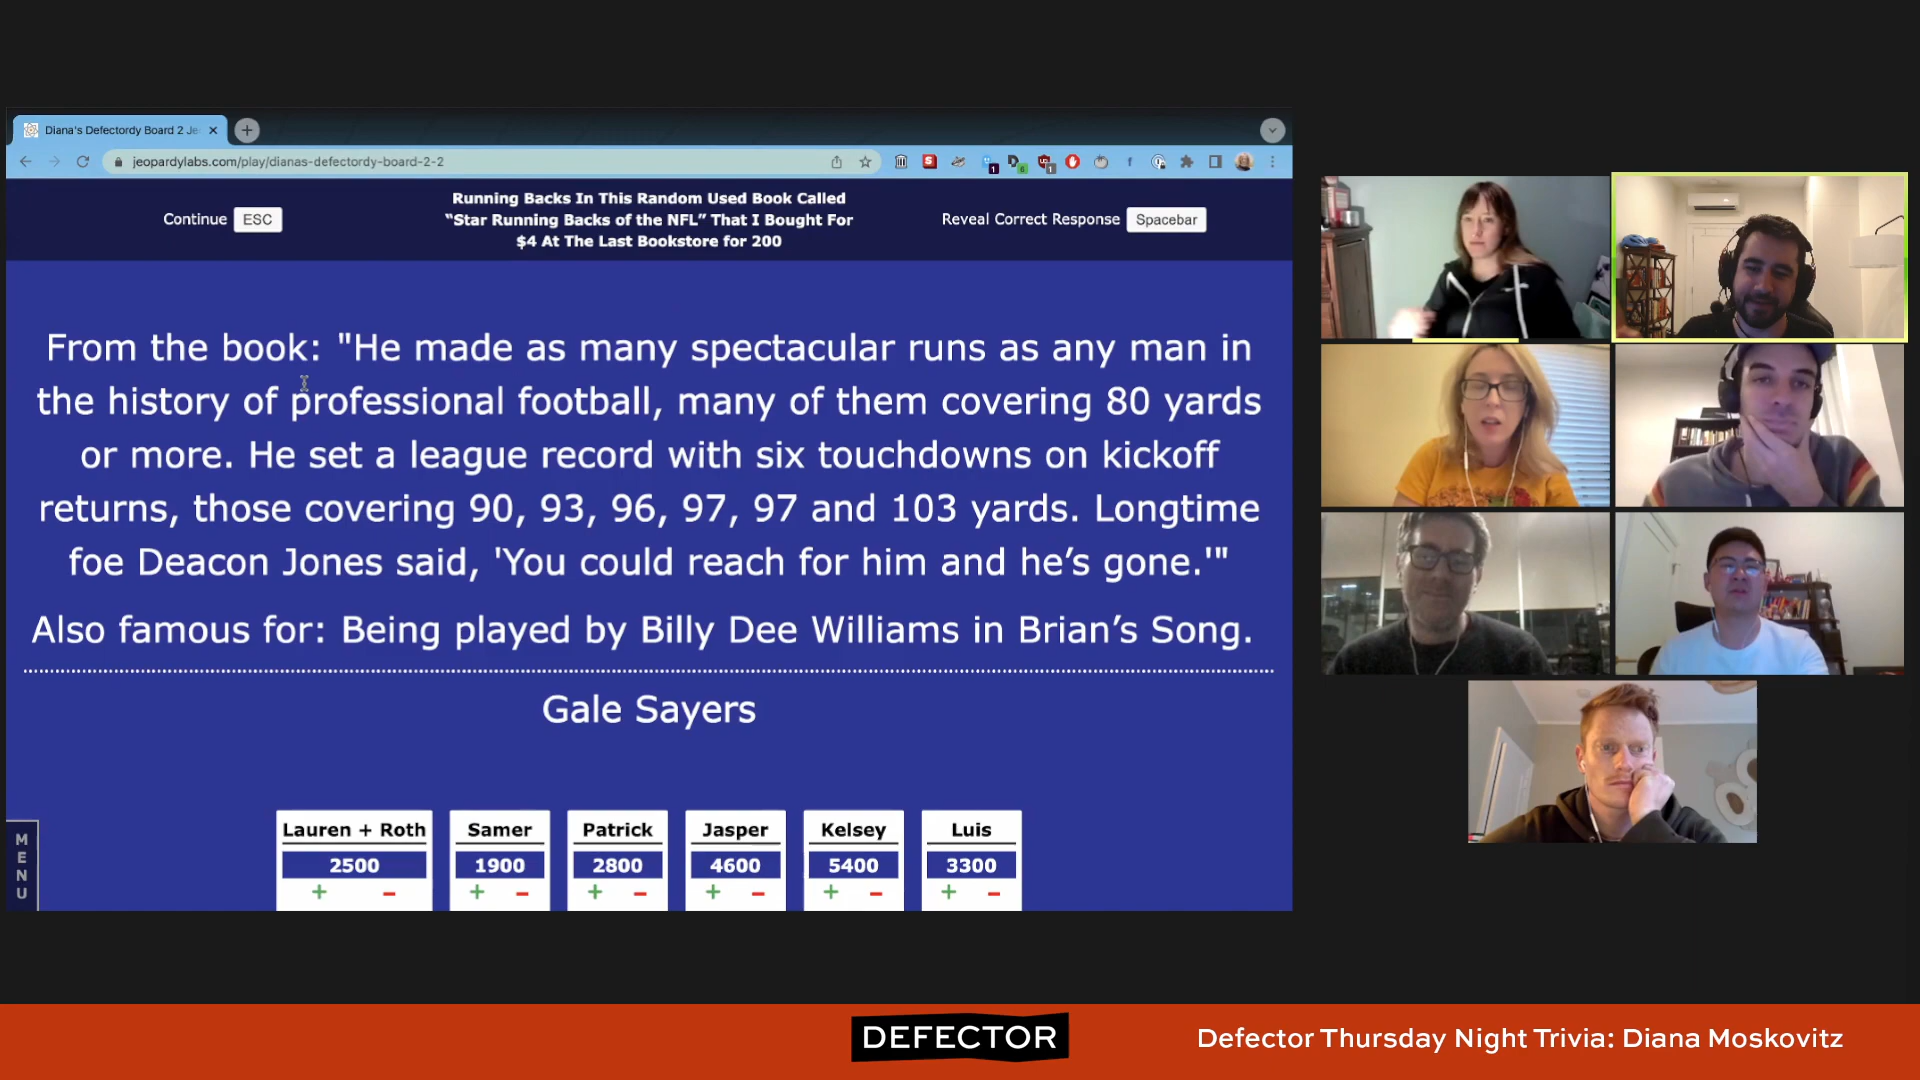 Diana's Defectordy Board 2 Je
jeopardylabs.com/play/dianas-defectordy-board-2-2
Continue ESC
Running Backs In This Random Used Book Called
“Star Running Backs of the NFL” That I Bought For
$4 At The Last Bookstore for 200
Reveal Correct Response Spacebar
From the book: "He made as many spectacular runs as any man in
the history of professional football, many of them covering 80 yards
or more. He set a league record with six touchdowns on kickoff
returns, those covering 90, 93, 96, 97, 97 and 103 yards. Longtime
foe Deacon Jones said, 'You could reach for him and he’s gone.'"
Also famous for: Being played by Billy Dee Williams in Brian’s Song.
Gale Sayers
MENU
Lauren + Roth Samer Patrick Jasper Kelsey Luis
2500 1900 2800 4600 5400 3300
+ − + − + − + − + − + −
DEFECTOR
Defector Thursday Night Trivia: Diana Moskovitz